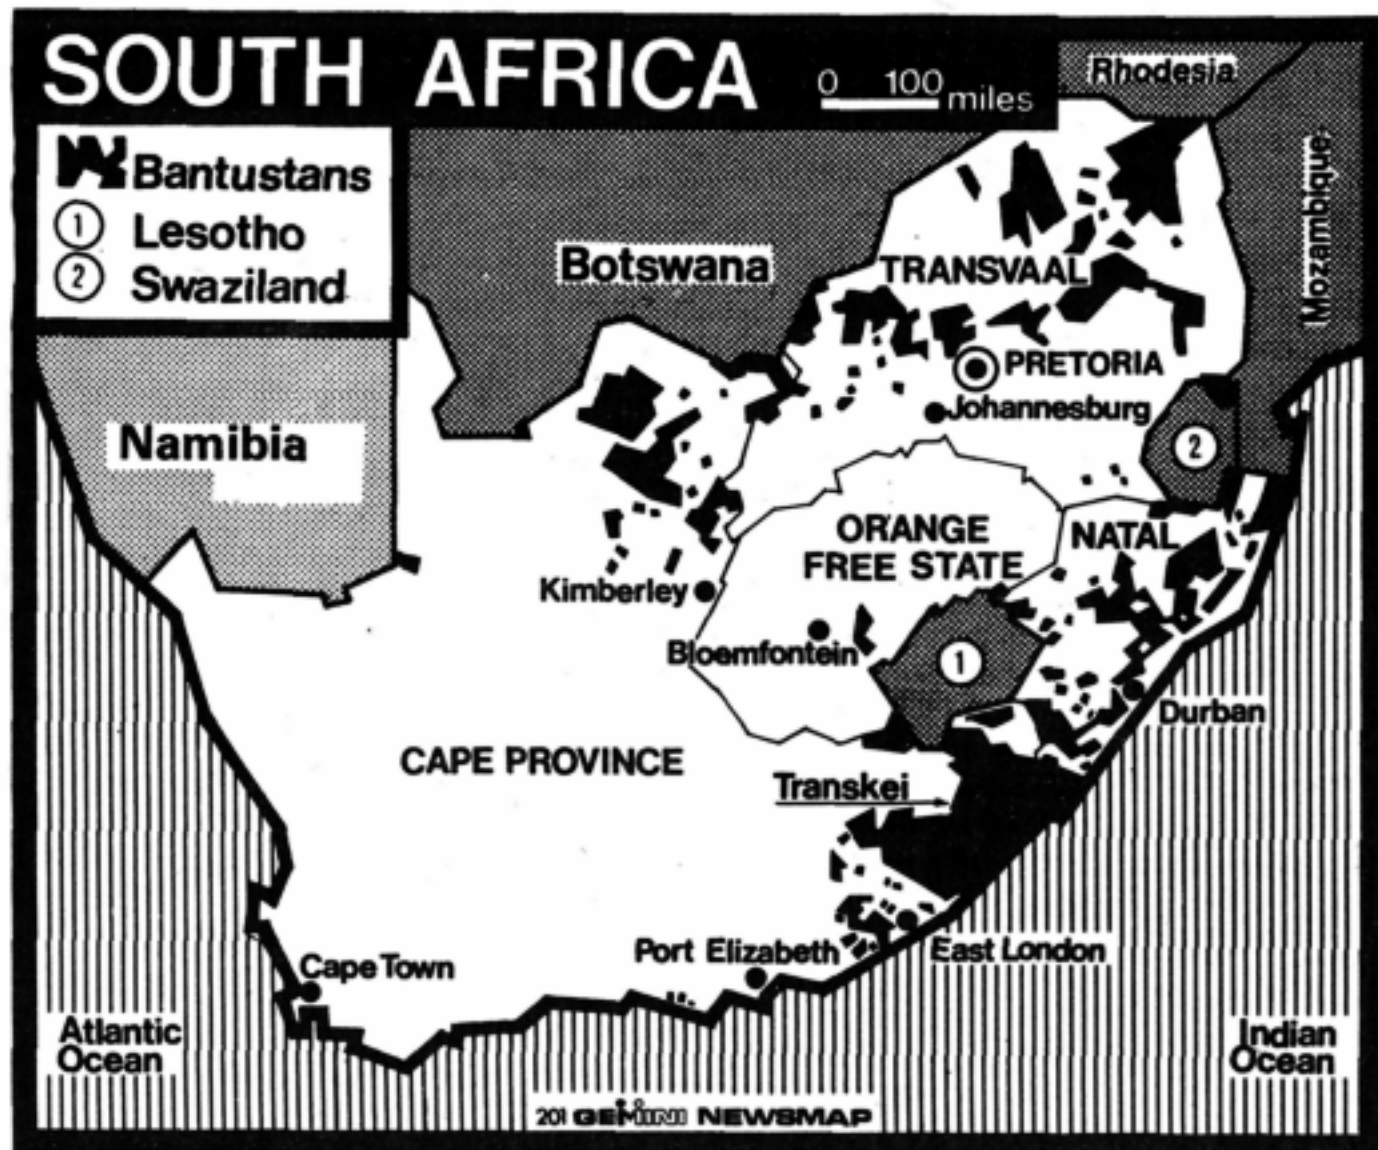 SOUTH AFRICA
0 100 miles
Rhodesia
Bantustans
1 Lesotho
2 Swaziland
Mozambique
Botswana
TRANSVAAL
PRETORIA
Johannesburg
Namibia
2
ORANGE
FREE STATE
NATAL
Kimberley
Bloemfontein
1
Durban
CAPE PROVINCE
Transkei
Port Elizabeth
East London
Cape Town
Atlantic
Ocean
Indian
Ocean
201 GEMINI NEWSMAP